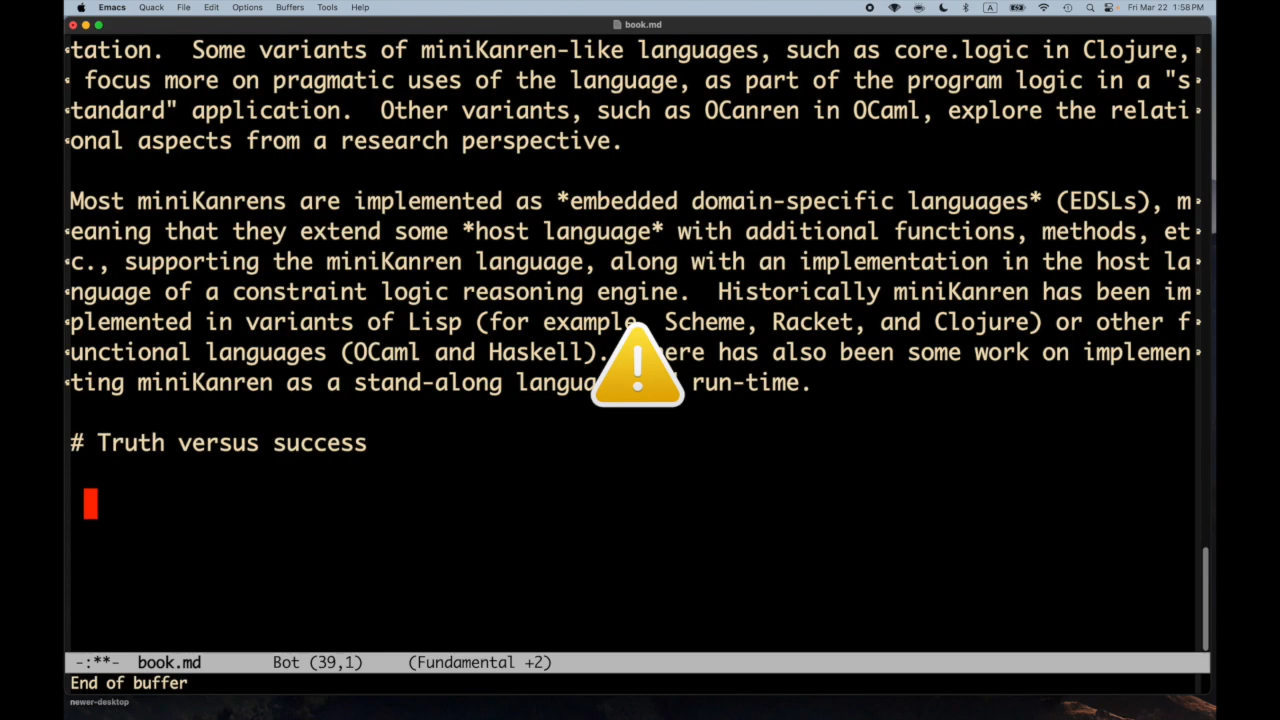 Emacs Quack File Edit Options Buffers Tools Help A Fri Mar 22 1:58 PM
book.md
tation.  Some variants of miniKanren-like languages, such as core.logic in Clojure,
focus more on pragmatic uses of the language, as part of the program logic in a "s
tandard" application.  Other variants, such as OCanren in OCaml, explore the relati
onal aspects from a research perspective.
Most miniKanrens are implemented as *embedded domain-specific languages* (EDSLs), m
eaning that they extend some *host language* with additional functions, methods, et
c., supporting the miniKanren language, along with an implementation in the host la
nguage of a constraint logic reasoning engine.  Historically miniKanren has been im
plemented in variants of Lisp (for example, Scheme, Racket, and Clojure) or other f
unctional languages (OCaml and Haskell). ere has also been some work on implemen
ting miniKanren as a stand-along langua run-time.
# Truth versus success
-:**-  book.md Bot (39,1) (Fundamental +2)
End of buffer
newer-desktop